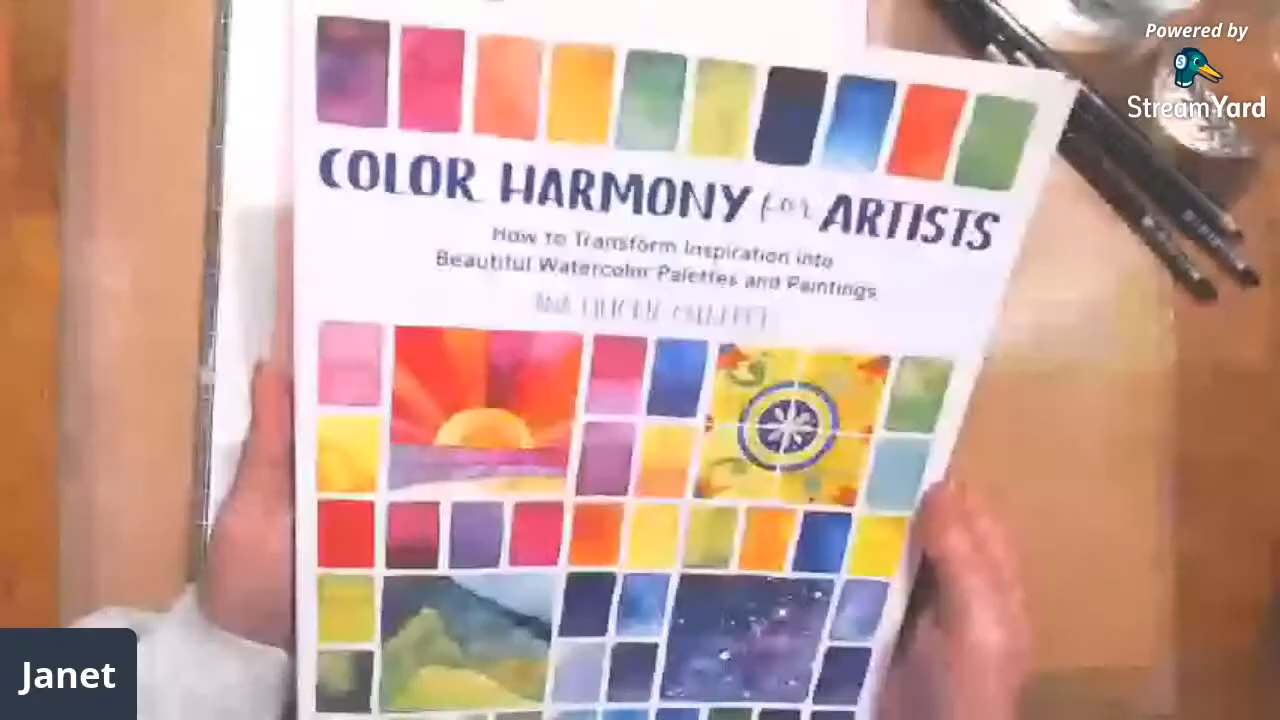 Powered by
StreamYard
COLOR HARMONY for ARTISTS
How to Transform Inspiration into
Beautiful Watercolor Palettes and Paintings
Janet